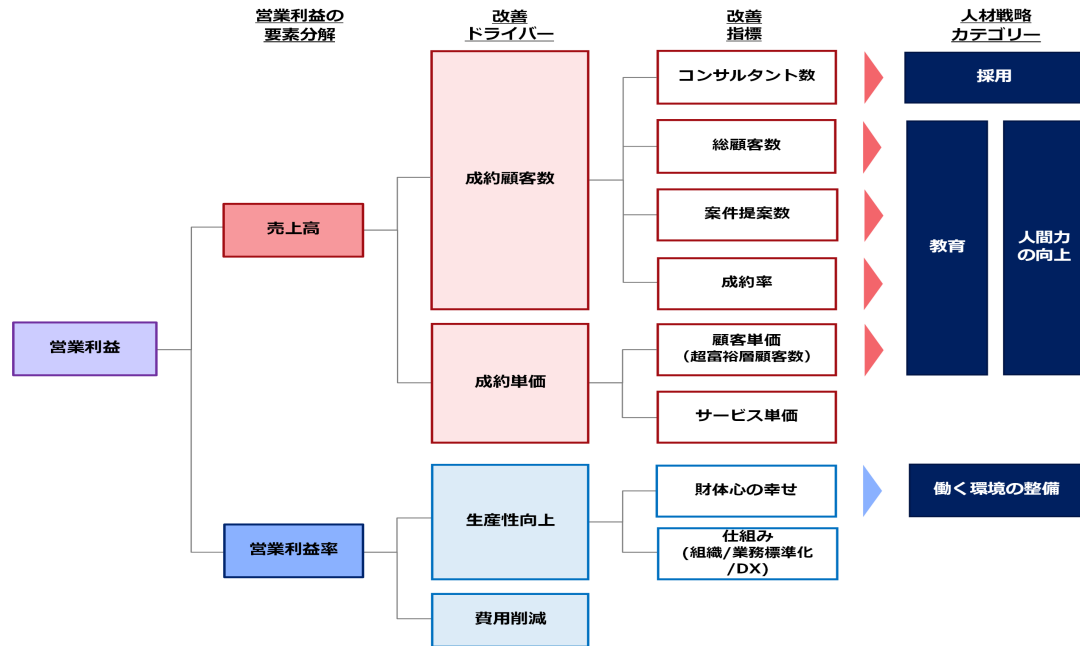 営業利益の
要素分解
改善
ドライバー
改善
指標
人材戦略
カテゴリー
営業利益
売上高
営業利益率
成約顧客数
成約単価
生産性向上
費用削減
コンサルタント数
総顧客数
案件提案数
成約率
顧客単価
(超富裕層顧客数)
サービス単価
財体心の幸せ
仕組み
(組織/業務標準化
/DX)
採用
教育
人間力
の向上
働く環境の整備